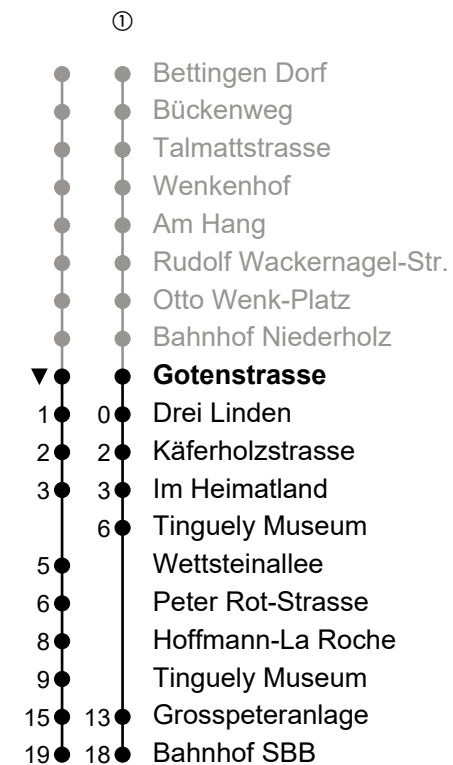 ①
Bettingen Dorf
Bückenweg
Talmattstrasse
Wenkenhof
Am Hang
Rudolf Wackernagel-Str.
Otto Wenk-Platz
Bahnhof Niederholz
▼ Gotenstrasse
1 0 Drei Linden
2 2 Käferholzstrasse
3 3 Im Heimatland
6 Tinguely Museum
5 Wettsteinallee
6 Peter Rot-Strasse
8 Hoffmann-La Roche
9 Tinguely Museum
15 13 Grosspeteranlage
19 18 Bahnhof SBB